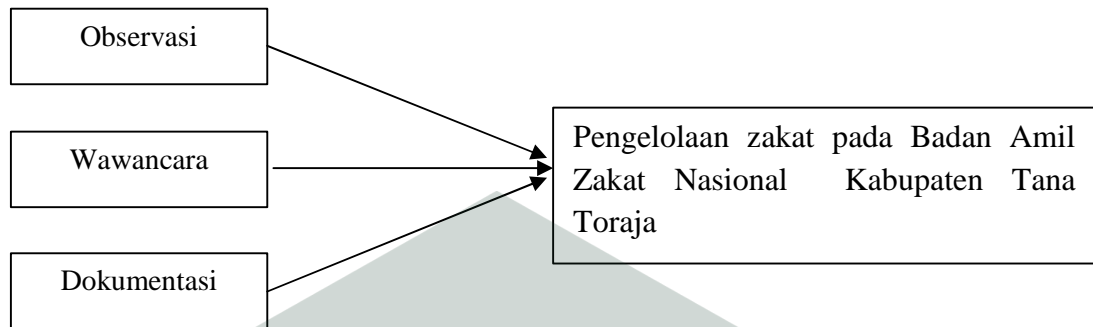 Observasi
Wawancara
Dokumentasi
Pengelolaan zakat pada Badan Amil
Zakat Nasional Kabupaten Tana
Toraja